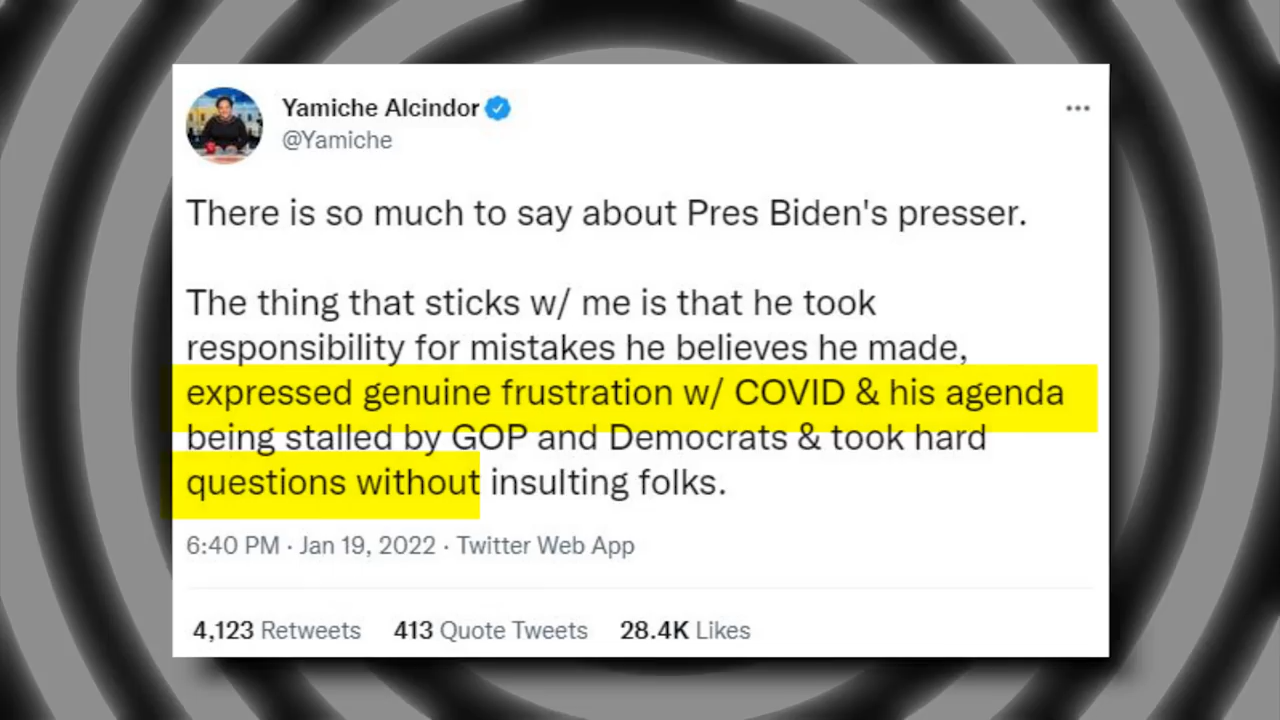 Yamiche Alcindor
@Yamiche
There is so much to say about Pres Biden's presser.
The thing that sticks w/ me is that he took
responsibility for mistakes he believes he made,
expressed genuine frustration w/ COVID & his agenda
being stalled by GOP and Democrats & took hard
questions without insulting folks.
6:40 PM · Jan 19, 2022 · Twitter Web App
4,123 Retweets 413 Quote Tweets 28.4K Likes